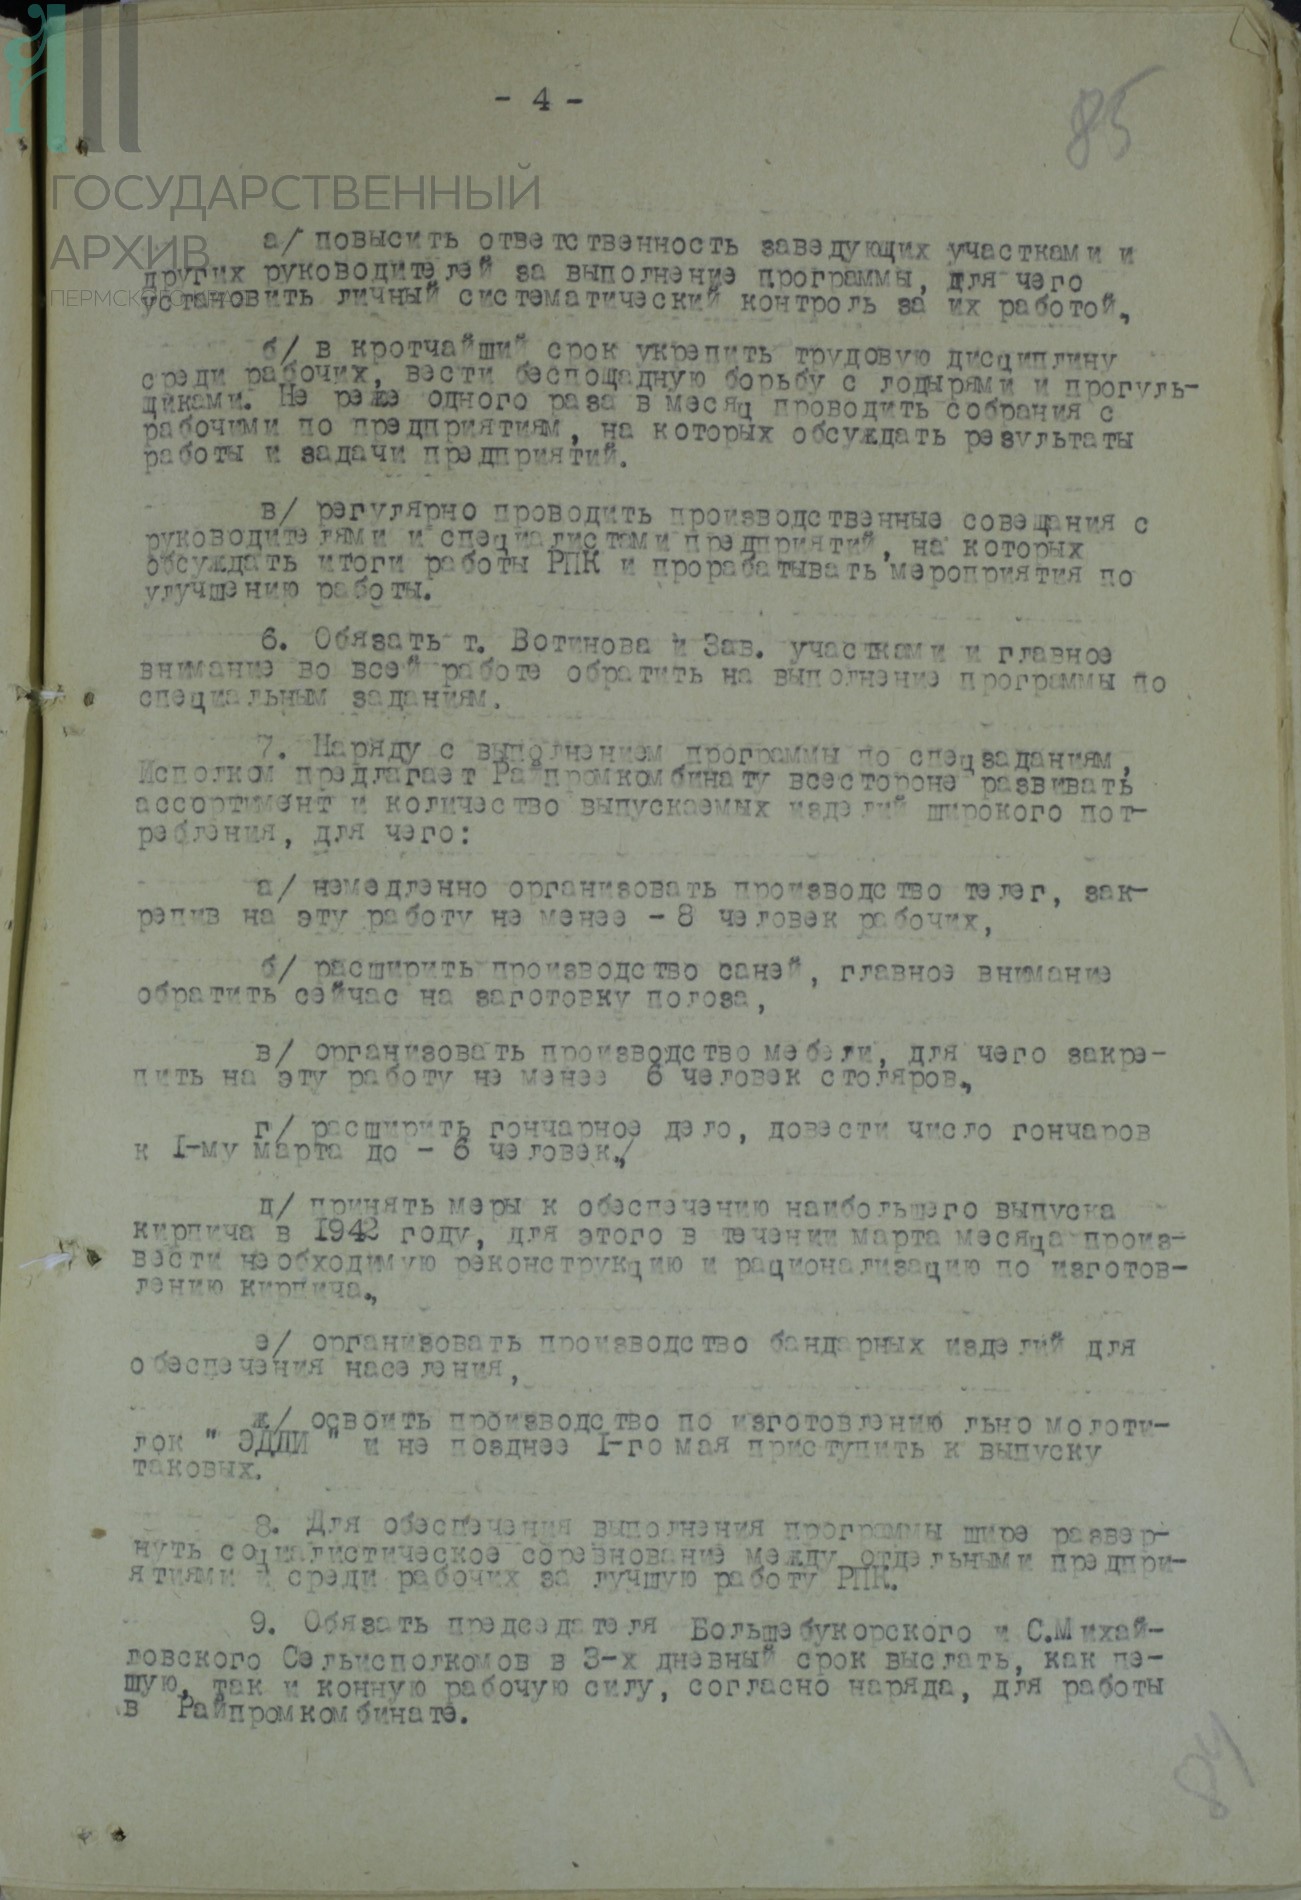 - 4 -
85
ГОСУДАРСТВЕННЫЙ
АРХИВ
ПЕРМСК
а/ повысить ответственность заведующих участками и
других руководителей за выполнение программы, для чего
установить личный систематический контроль за их работой,
б/ в кротчайший срок укрепить трудовую дисциплину
среди рабочих, вести беспощадную борьбу с лодырями и прогуль-
щиками. Не реже одного раза в месяц проводить собрания с
рабочими по предприятиям, на которых обсуждать результаты
работы и задачи предприятий.
в/ регулярно проводить производственные совещания с
руководителями и специалистами предприятий, на которых
обсуждать итоги работы РПК и прорабатывать мероприятия по
улучшению работы.
6. Обязать т. Вотинова и Зав. участками и главное
внимание во всей работе обратить на выполнение программы по
специальным заданиям.
7. Наряду с выполнением программы по спецзаданиям,
Исполком предлагает Райпромкомбинату всестороне развивать
ассортимент и количество выпускаемых изделий широкого пот-
ребления, для чего:
а/ немедленно организовать производство телег, зак-
репив на эту работу не менее - 8 человек рабочих,
б/ расширить производство саней, главное внимание
обратить сейчас на заготовку полоза,
в/ организовать производство мебели, для чего закре-
пить на эту работу не менее 6 человек столяров,
г/ расширить гончарное дело, довести число гончаров
к I-му марта до - 6 человек,
д/ принять меры к обеспечению наибольшего выпуска
кирпича в 1942 году, для этого в течении марта месяца произ-
вести необходимую реконструкцию и рационализацию по изготов-
лению кирпича,
е/ организовать производство бандарных изделий для
обеспечения населения,
ж/ освоить производство по изготовлению льно молоти-
лок " ЭДДИ " и не позднее I-го мая приступить к выпуску
таковых.
8. Для обеспечения выполнения программы шире развер-
нуть социалистическое соревнование между отдельными предпри-
ятиями и среди рабочих за лучшую работу РПК.
9. Обязать председателя Большебукорского и С.Михай-
ловского Сельисполкомов в 3-х дневный срок выслать, как пе-
шую, так и конную рабочую силу, согласно наряда, для работы
в Райпромкомбинате.
84